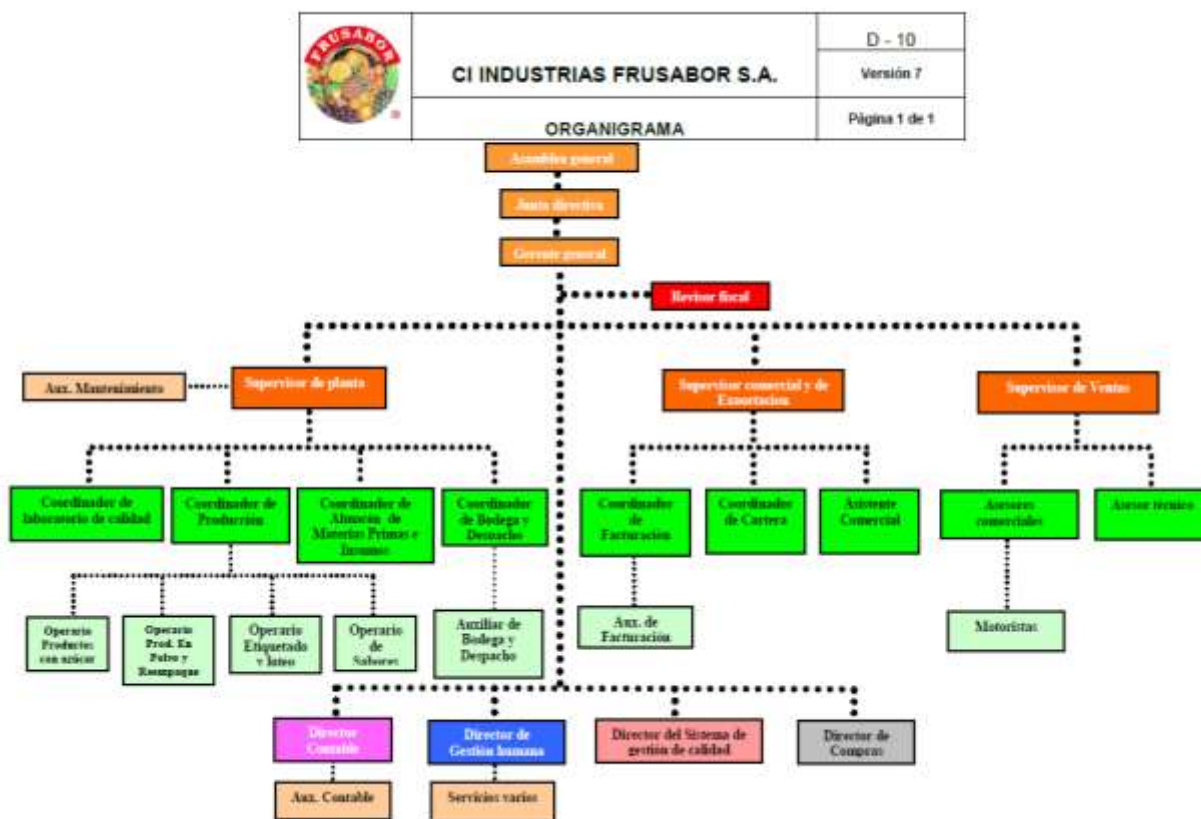 FRUSABOR
®
CI INDUSTRIAS FRUSABOR S.A.
D - 10
Versión 7
Página 1 de 1
ORGANIGRAMA
Asamblea general
Junta directiva
Gerente general
Revisor fiscal
Aux. Mantenimiento
Supervisor de planta
Supervisor comercial y de
Exportacion
Supervisor de Ventas
Coordinador de
laboratorio de calidad
Coordinador de
Producción
Coordinador de
Almacén de
Materias Primas e
Insumos
Coordinador
de Bodega y
Despacho
Coordinador
de
Facturación
Coordinador
de Cartera
Asistente
Comercial
Asesores
comerciales
Asesor técnico
Operario
Productos
con azúcar
Operario
Prod. En
Polvo y
Reempaque
Operario
Etiquetado
y loteo
Operario
de
Sabores
Auxiliar de
Bodega y
Despacho
Aux. de
Facturación
Motoristas
Director
Contable
Director de
Gestión humana
Director del Sistema de
gestión de calidad
Director de
Compras
Aux. Contable
Servicios varios